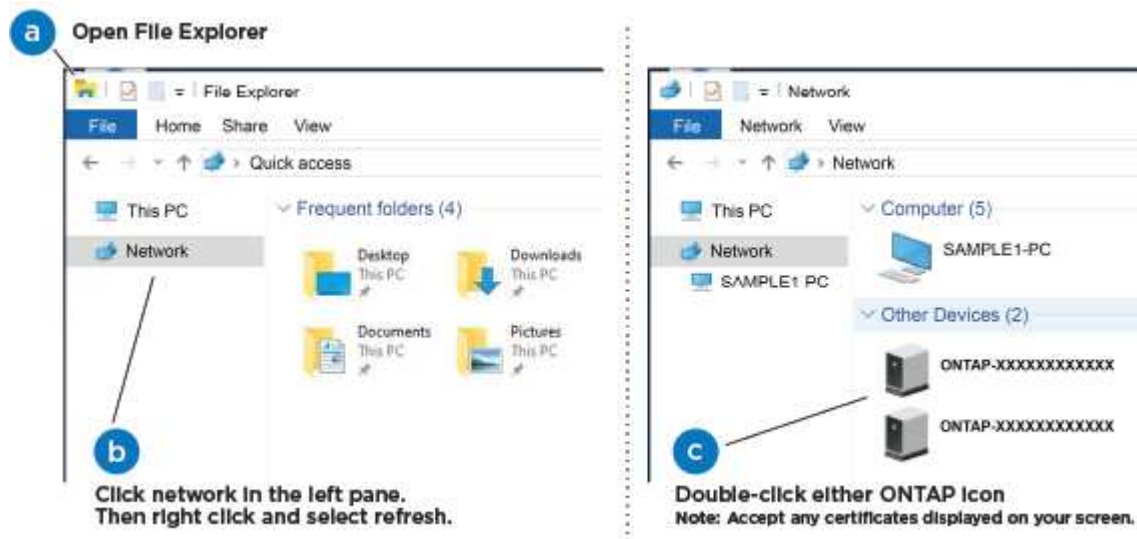 a Open File Explorer
File Explorer
File Home Share View
Quick access
This PC
Network
Frequent folders (4)
Desktop
This PC
Downloads
This PC
Documents
This PC
Pictures
This PC
b
Click network in the left pane.
Then right click and select refresh.
Network
File Network View
Network
This PC
Network
SAMPLE1 PC
Computer (5)
SAMPLE1-PC
Other Devices (2)
ONTAP-XXXXXXXXXXXX
ONTAP-XXXXXXXXXXXX
c
Double-click either ONTAP icon
Note: Accept any certificates displayed on your screen.